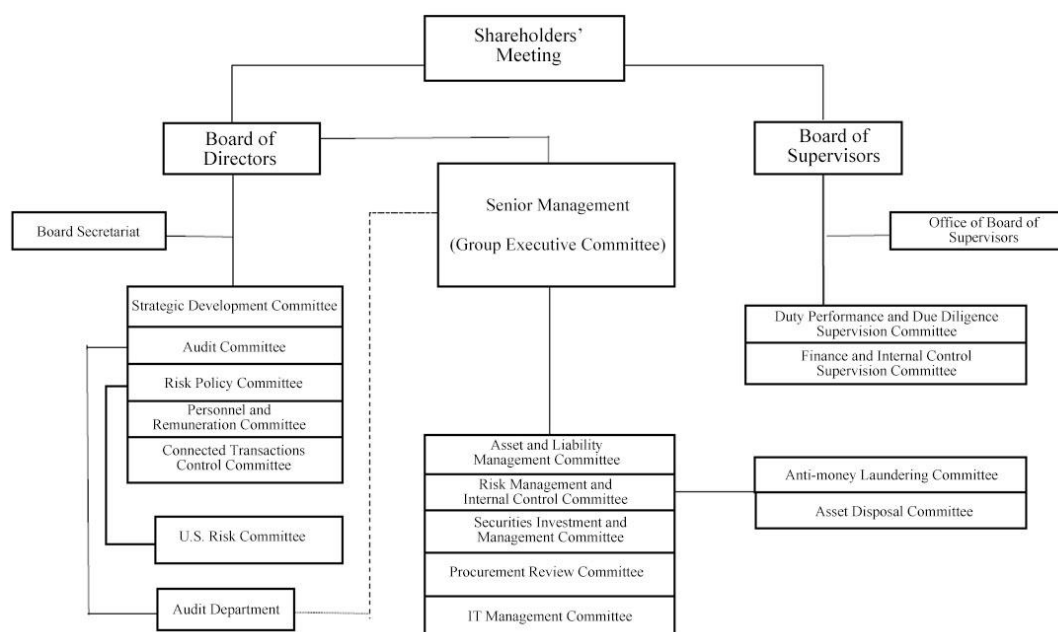 Shareholders'
Meeting
Board of
Directors
Board of
Supervisors
Senior Management
(Group Executive Committee)
Board Secretariat
Office of Board of
Supervisors
Strategic Development Committee
Audit Committee
Risk Policy Committee
Personnel and
Remuneration Committee
Connected Transactions
Control Committee
U.S. Risk Committee
Audit Department
Duty Performance and Due Diligence
Supervision Committee
Finance and Internal Control
Supervision Committee
Asset and Liability
Management Committee
Risk Management and
Internal Control Committee
Securities Investment and
Management Committee
Procurement Review Committee
IT Management Committee
Anti-money Laundering Committee
Asset Disposal Committee